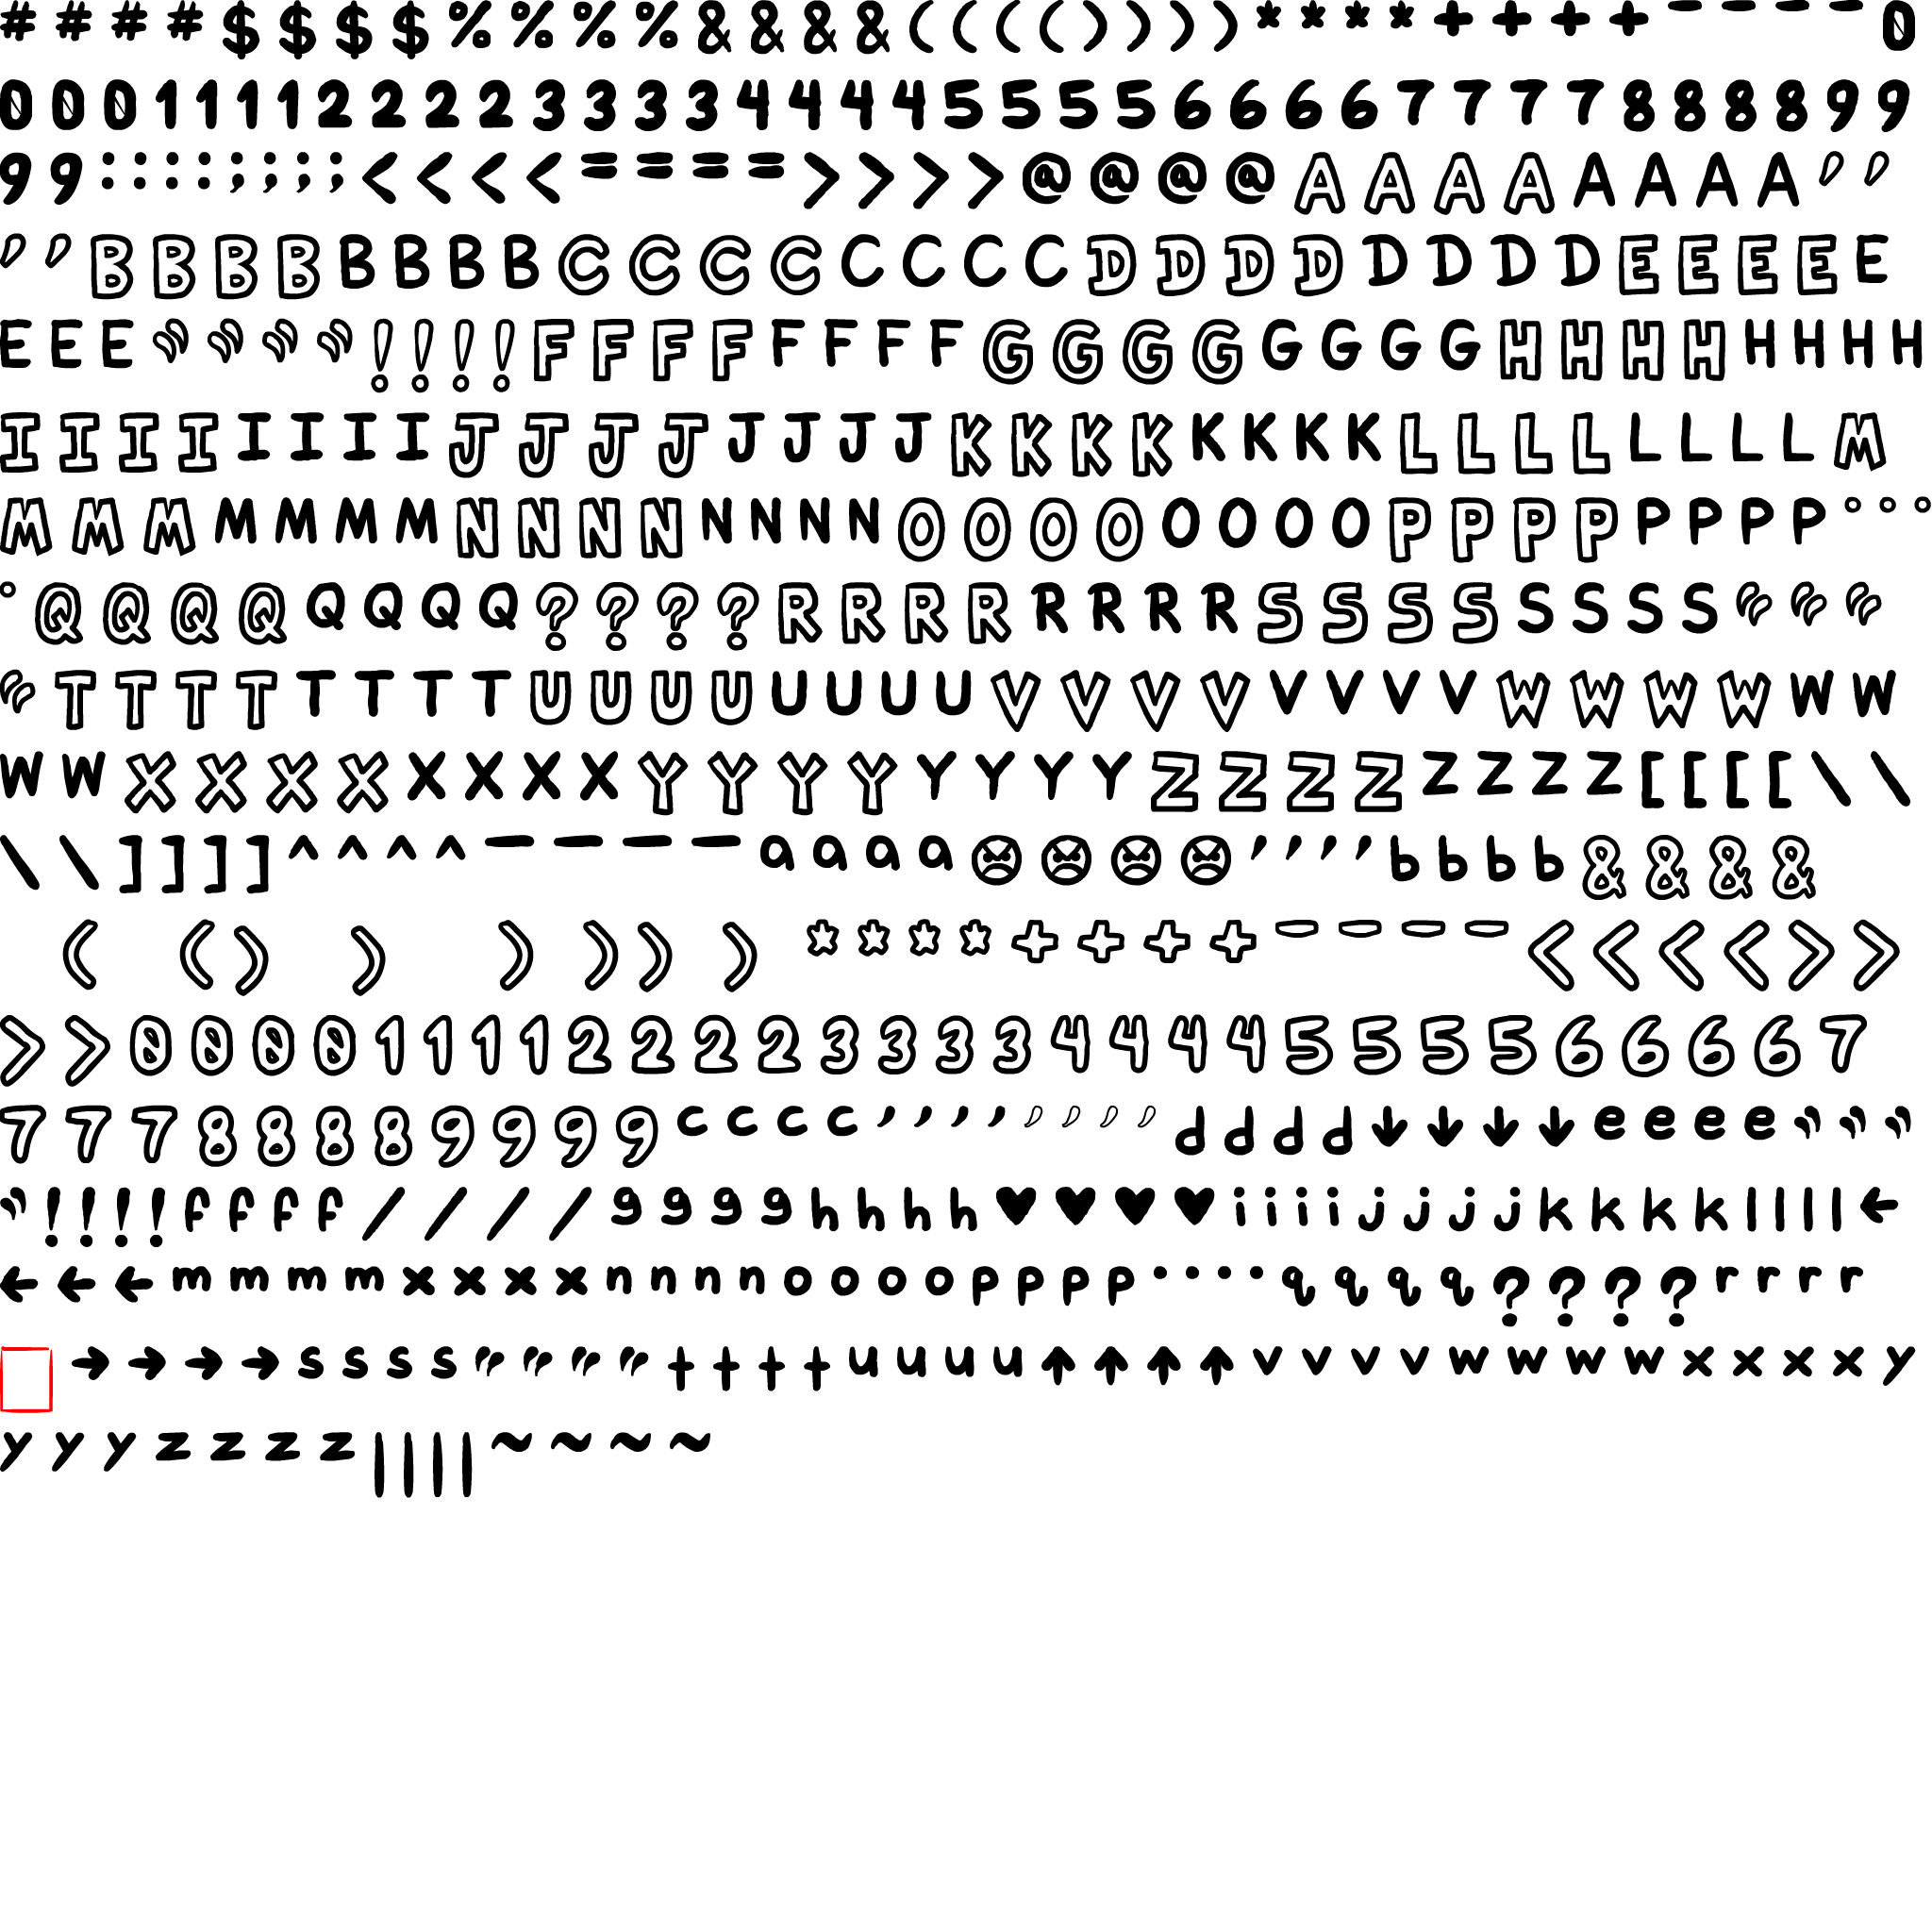 # # # # $ $ $ $ % % % % & & & & ( ( ( ( ) ) ) ) * * * * + + + + - - - - 0
0 0 0 1 1 1 1 2 2 2 2 3 3 3 3 4 4 4 4 5 5 5 5 6 6 6 6 7 7 7 7 8 8 8 8 9 9
9 9 : : : : ; ; ; ; < < < < = = = = > > > > @ @ @ @ A A A A A A A A ' '
' ' B B B B B B B B C C C C C C C C D D D D D D D D E E E E E
E E E " " " " ! ! ! ! F F F F F F F F G G G G G G G G H H H H H H H H
I I I I I I I I J J J J J J J J K K K K K K K K L L L L L L L L M
M M M M M M M N N N N N N N N O O O O O O O O P P P P P P P P . . .
. Q Q Q Q Q Q Q Q ? ? ? ? R R R R R R R R S S S S S S S S “ “ “
“ T T T T T T T T U U U U U U U U V V V V V V V V W W W W W W
W W X X X X X X X X Y Y Y Y Y Y Y Y Z Z Z Z Z Z Z Z [ [ [ [ \ \
\ \ ] ] ] ] ^ ^ ^ ^ _ _ _ _ a a a a ' ' ' ' b b b b & & & &
( ( ) ) ) ) ) ) * * * * + + + + - - - - < < < < > >
> > 0 0 0 0 1 1 1 1 2 2 2 2 3 3 3 3 4 4 4 4 5 5 5 5 6 6 6 6 7
7 7 7 8 8 8 8 9 9 9 9 c c c c , , , , , , , , d d d d ↓ ↓ ↓ ↓ e e e e " " "
" ! ! ! ! f f f f / / / / g g g g h h h h ♥ ♥ ♥ ♥ i i i i j j j j k k k k l l l l ←
← ← ← m m m m × × × × n n n n o o o o p p p p . . . . q q q q ? ? ? ? r r r r
→ → → → s s s s “ “ “ “ t t t t u u u u ↑ ↑ ↑ ↑ v v v v w w w w x x x x y
y y y z z z z | | | | ~ ~ ~ ~